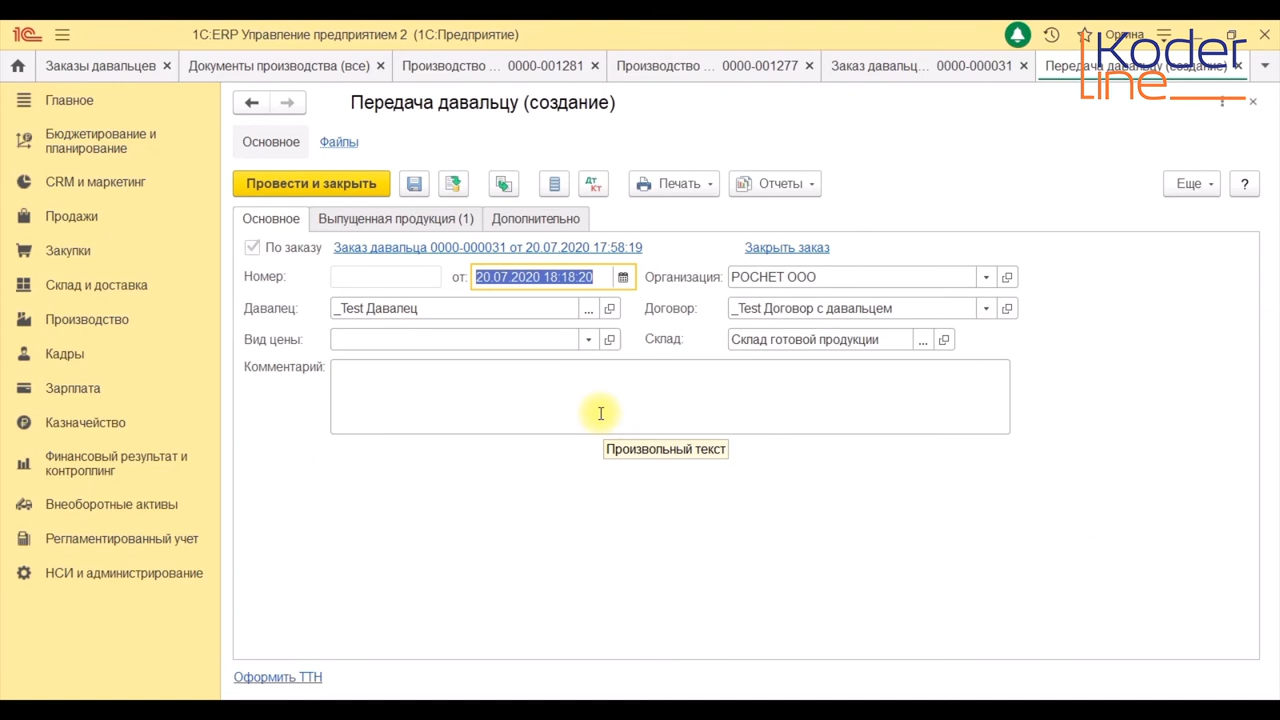 1С:ERP Управление предприятием 2 (1С:Предприятие)
Koder
line
Заказы давальцев
Документы производства (все)
Производство ... 0000-001281
Производство ... 0000-001277
Заказ давальц... 0000-000031
Передача давальцу (создание)
Главное
Бюджетирование и
планирование
CRM и маркетинг
Продажи
Закупки
Склад и доставка
Производство
Кадры
Зарплата
Казначейство
Финансовый результат и
контроллинг
Внеоборотные активы
Регламентированный учет
НСИ и администрирование
Передача давальцу (создание)
Основное Файлы
Провести и закрыть Дт Кт Печать Отчеты Еще ?
Основное Выпущенная продукция (1) Дополнительно
По заказу Заказ давальца 0000-000031 от 20.07.2020 17:58:19 Закрыть заказ
Номер: от: 20.07.2020 18:18:20 Организация: РОСНЕТ ООО
Давалец: _Test Давалец ... Договор: _Test Договор с давальцем
Вид цены: Склад: Склад готовой продукции ...
Комментарий:
Произвольный текст
Оформить ТТН